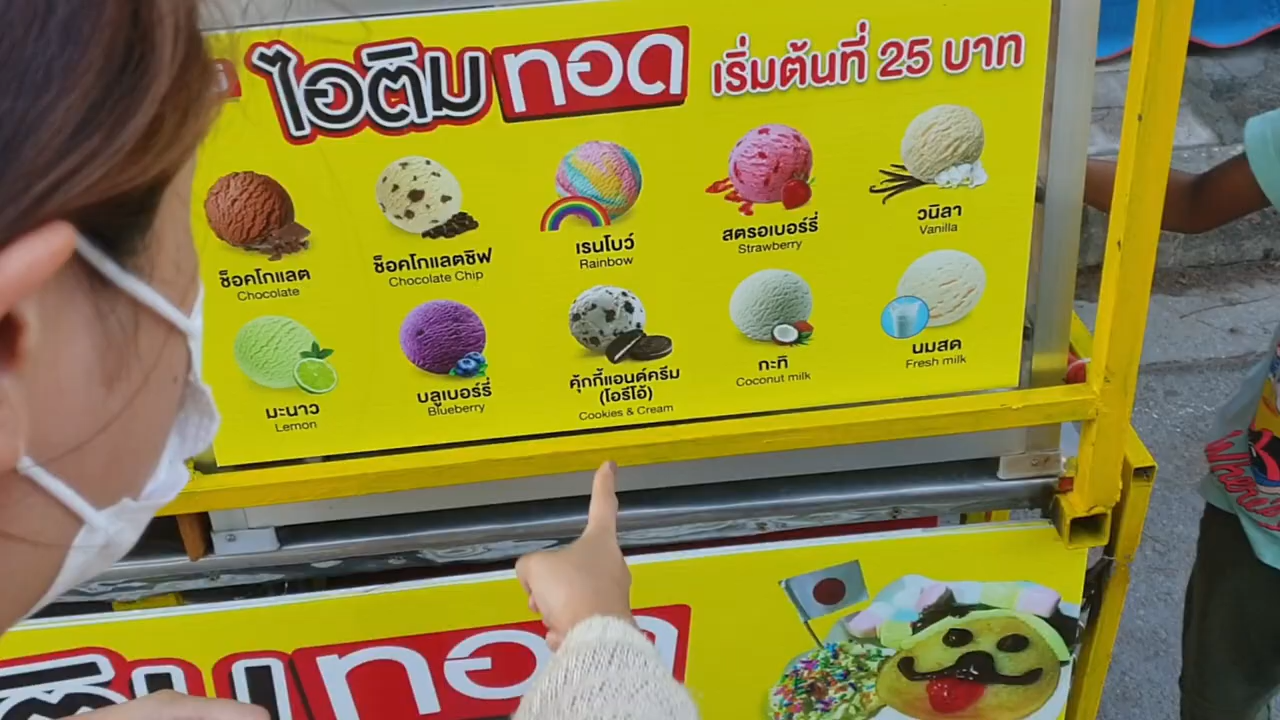 ไอติมทอด เริ่มต้นที่ 25 บาท
ช็อคโกแลต
Chocolate
ช็อคโกแลตชิฟ
Chocolate Chip
เรนโบว์
Rainbow
สตรอเบอร์รี่
Strawberry
วนิลา
Vanilla
มะนาว
Lemon
บลูเบอร์รี่
Blueberry
คุ้กกี้แอนด์ครีม
(โอรีโอ้)
Cookies & Cream
กะทิ
Coconut milk
นมสด
Fresh milk